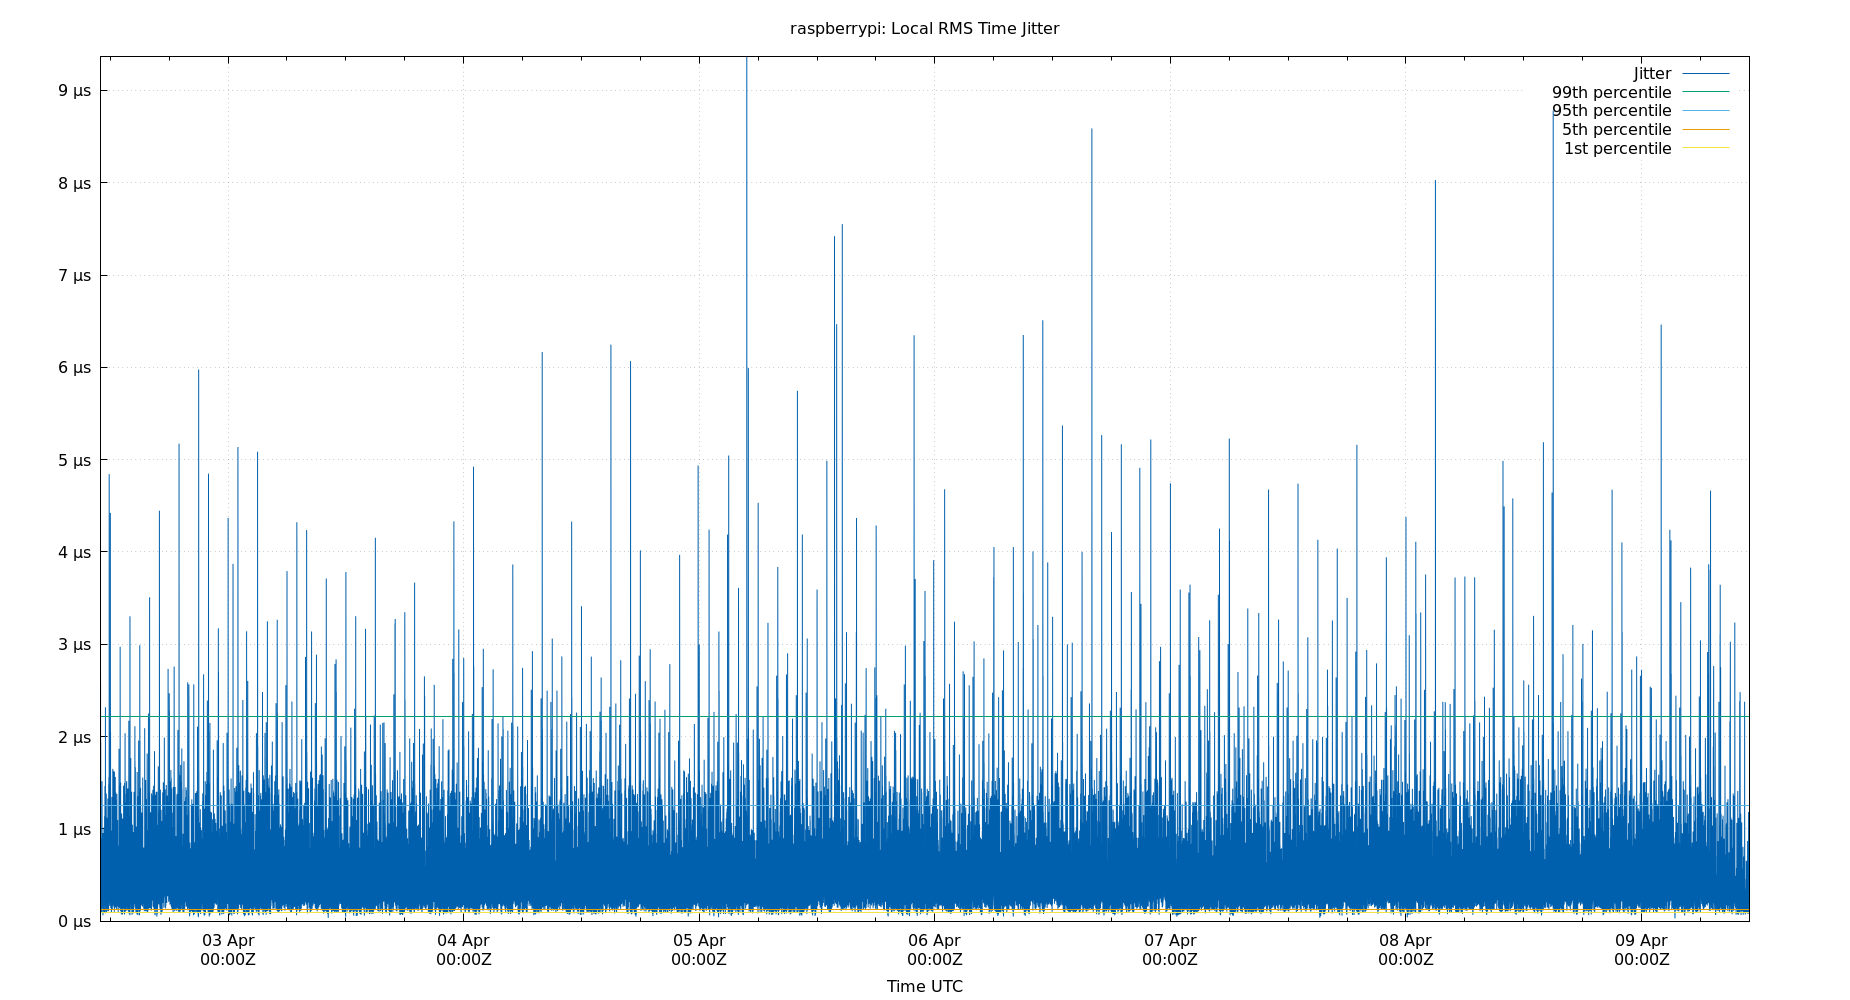 raspberrypi: Local RMS Time Jitter
Jitter
99th percentile
95th percentile
5th percentile
1st percentile
9 µs
8 µs
7 µs
6 µs
5 µs
4 µs
3 µs
2 µs
1 µs
0 µs
03 Apr 04 Apr 05 Apr 06 Apr 07 Apr 08 Apr 09 Apr
00:00Z 00:00Z 00:00Z 00:00Z 00:00Z 00:00Z 00:00Z
Time UTC